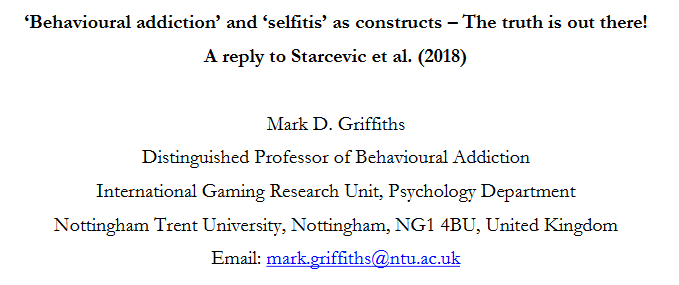 ‘Behavioural addiction’ and ‘selfitis’ as constructs – The truth is out there!
A reply to Starcevic et al. (2018)
Mark D. Griffiths
Distinguished Professor of Behavioural Addiction
International Gaming Research Unit, Psychology Department
Nottingham Trent University, Nottingham, NG1 4BU, United Kingdom
Email: mark.griffiths@ntu.ac.uk